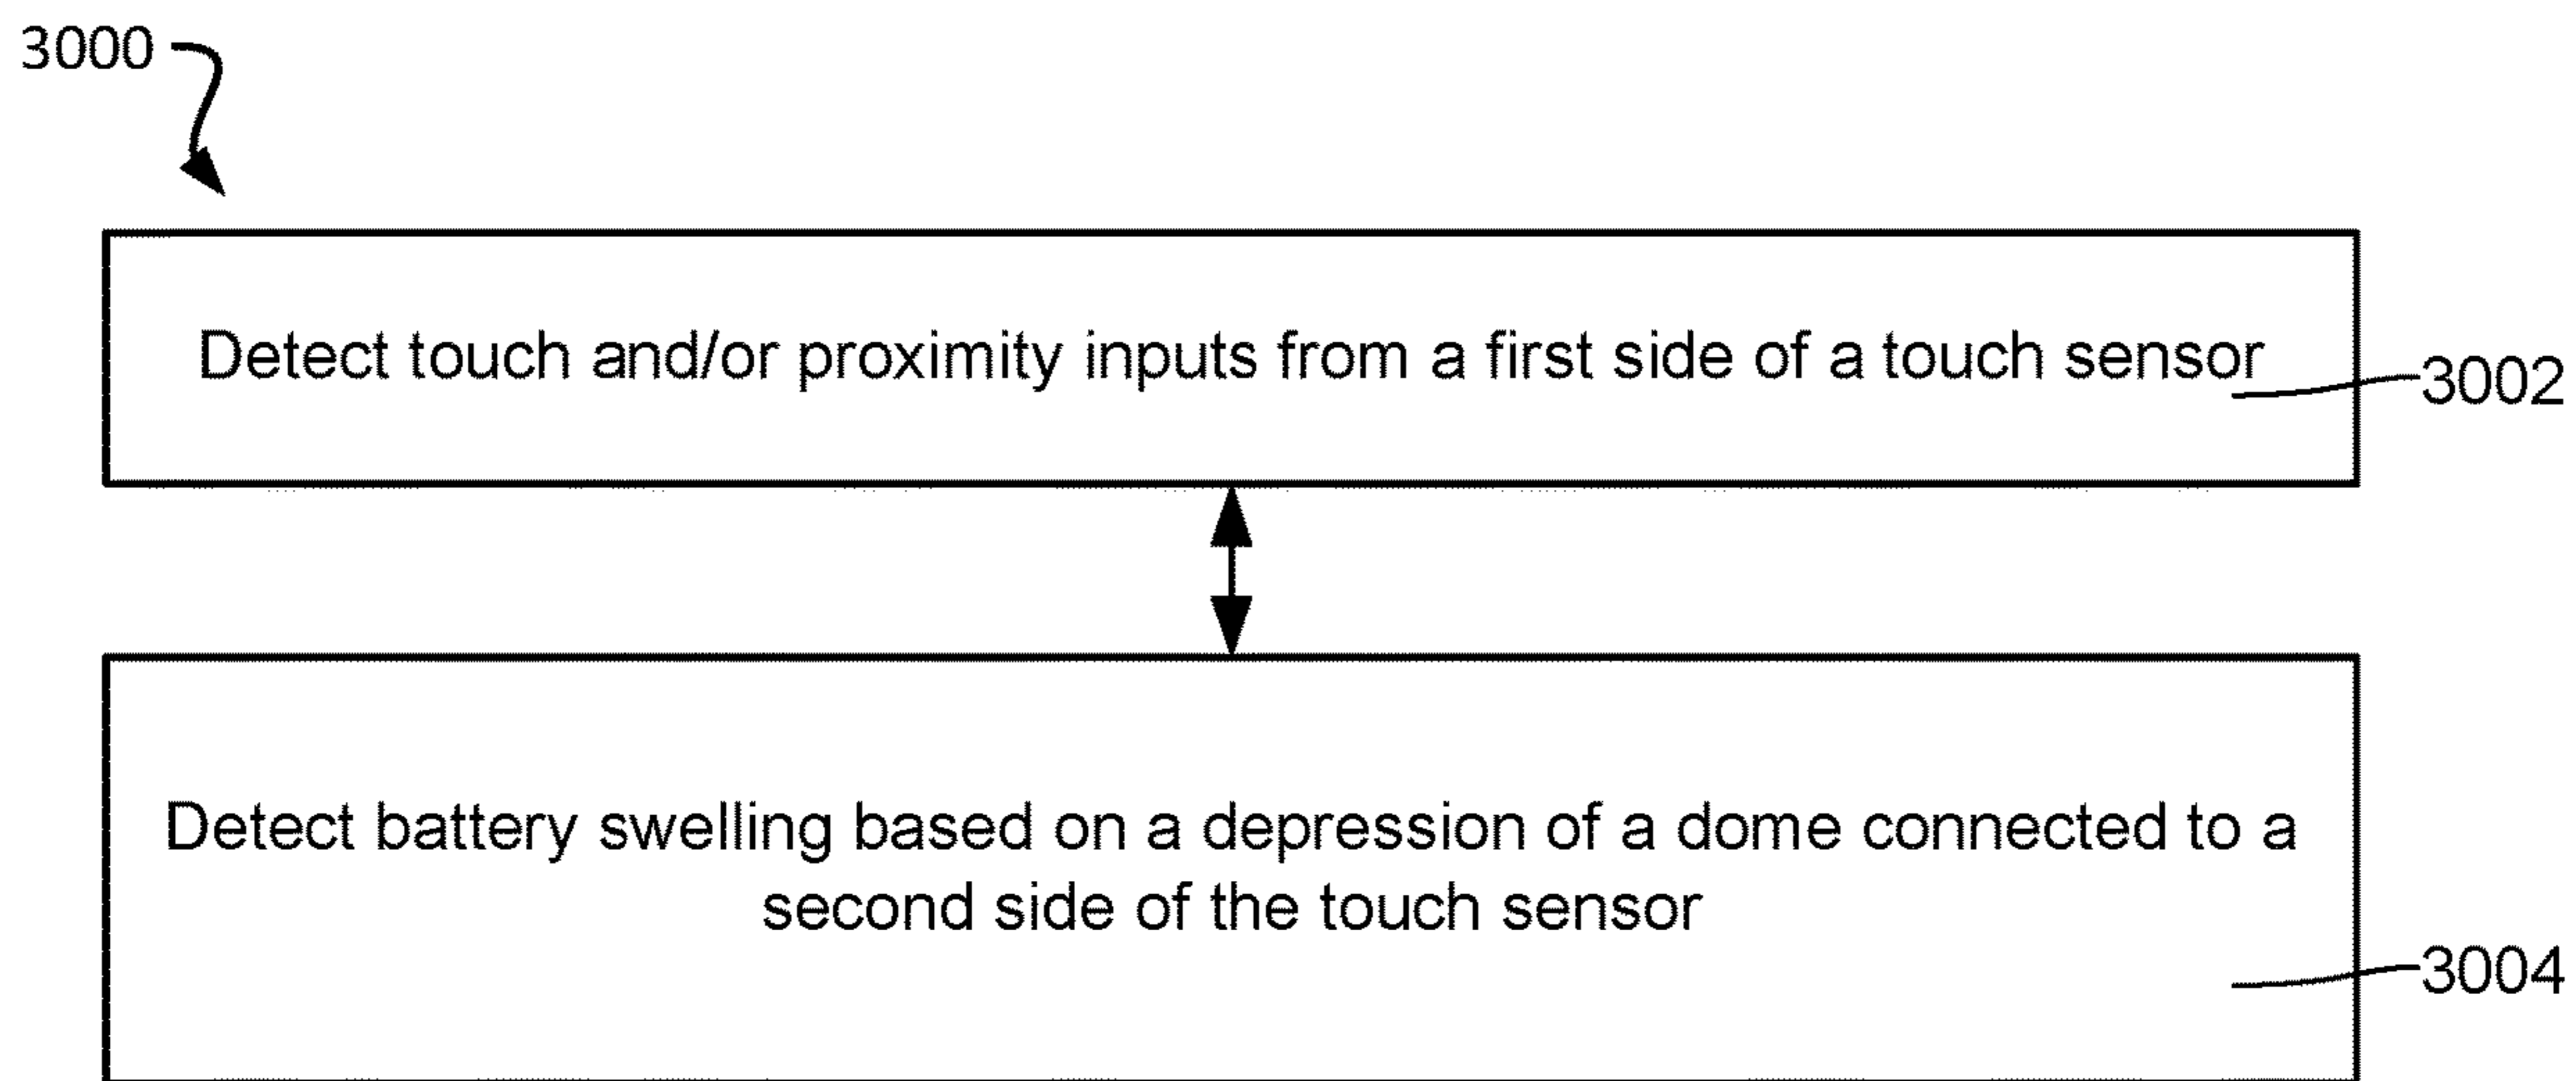 3000
Detect touch and/or proximity inputs from a first side of a touch sensor
3002
Detect battery swelling based on a depression of a dome connected to a
second side of the touch sensor
3004